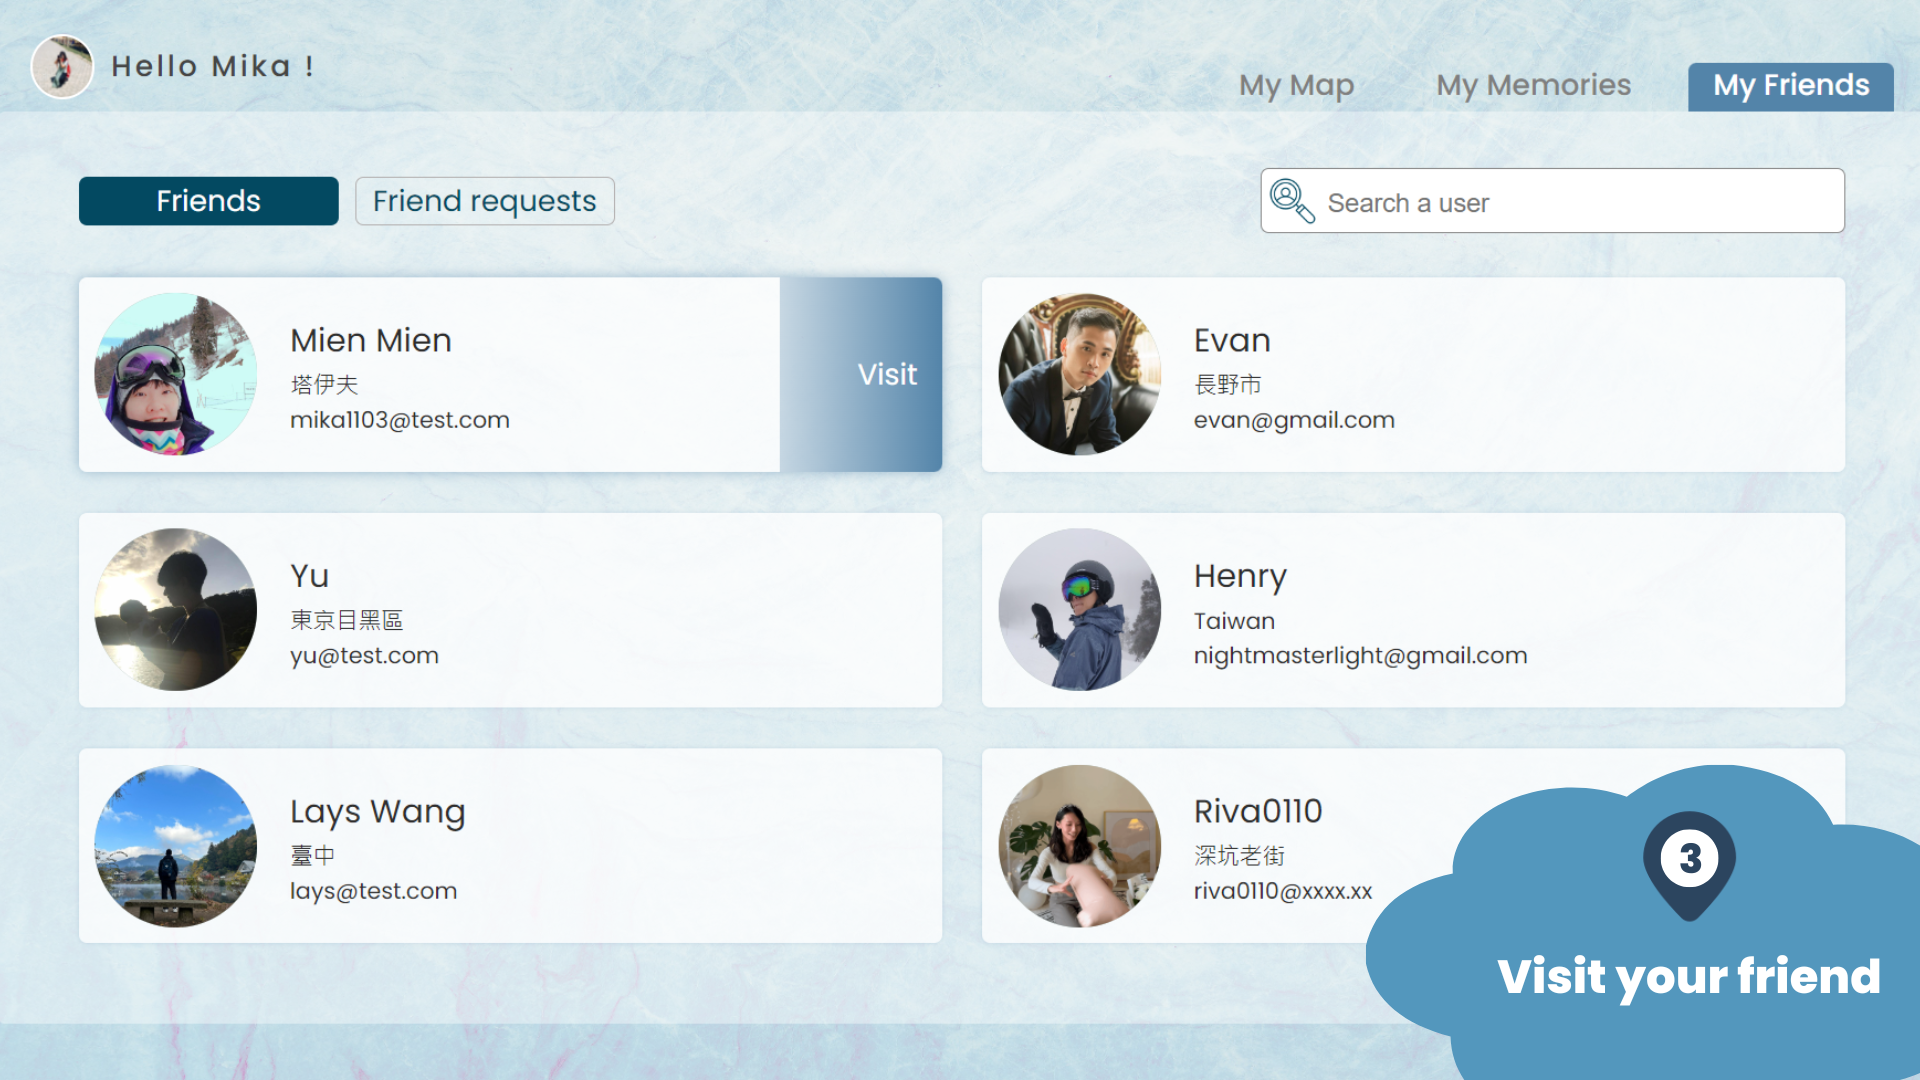 Hello Mika !
My Map
My Memories
My Friends
Friends
Friend requests
Search a user
Mien Mien
塔伊夫
mika1103@test.com
Visit
Evan
長野市
evan@gmail.com
Yu
東京目黑區
yu@test.com
Henry
Taiwan
nightmasterlight@gmail.com
Lays Wang
臺中
lays@test.com
Riva0110
深坑老街
riva0110@xxxx.xx
3
Visit your friend